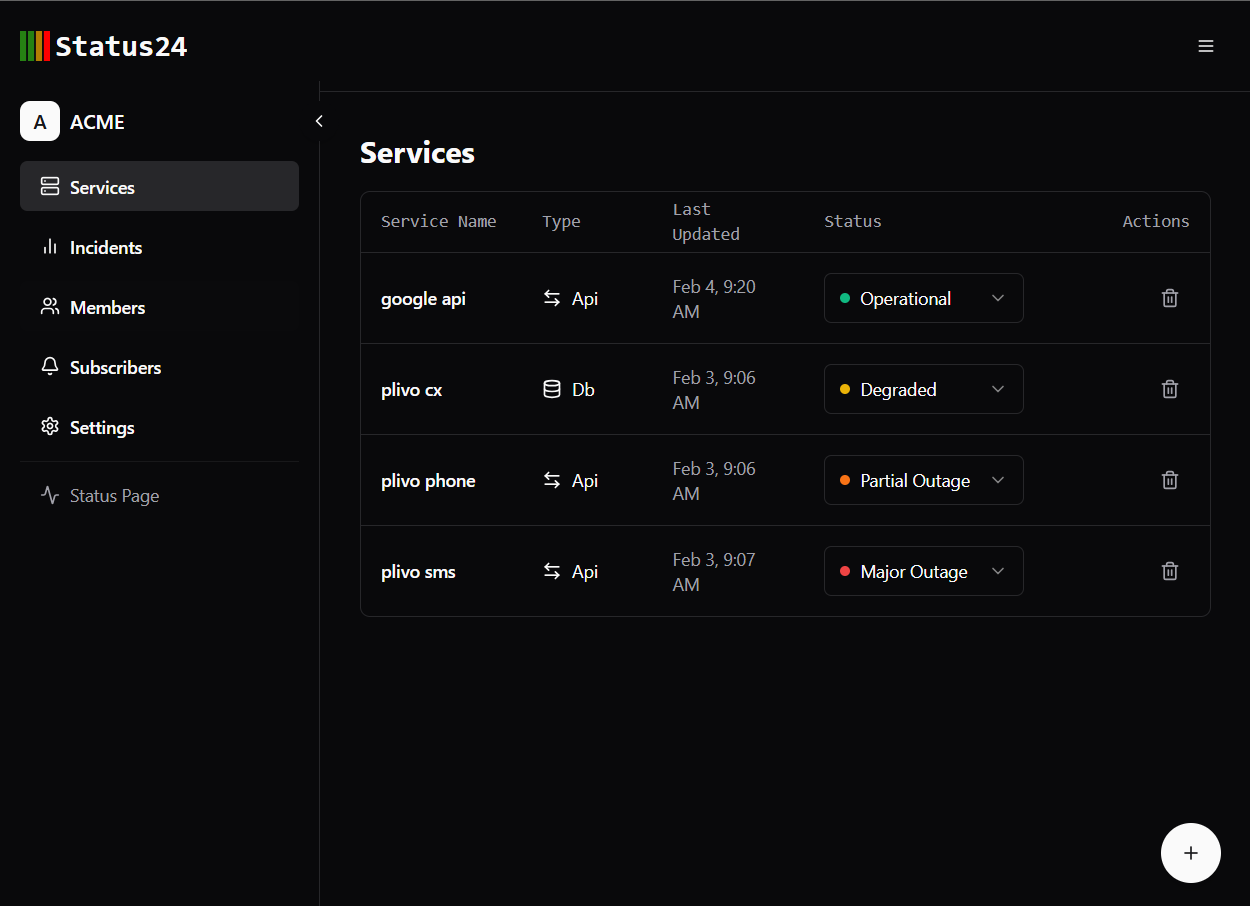 Status24
A ACME
Services
Incidents
Members
Subscribers
Settings
Status Page
Services
Service Name Type Last Updated Status Actions
google api Api Feb 4, 9:20 AM Operational
plivo cx Db Feb 3, 9:06 AM Degraded
plivo phone Api Feb 3, 9:06 AM Partial Outage
plivo sms Api Feb 3, 9:07 AM Major Outage